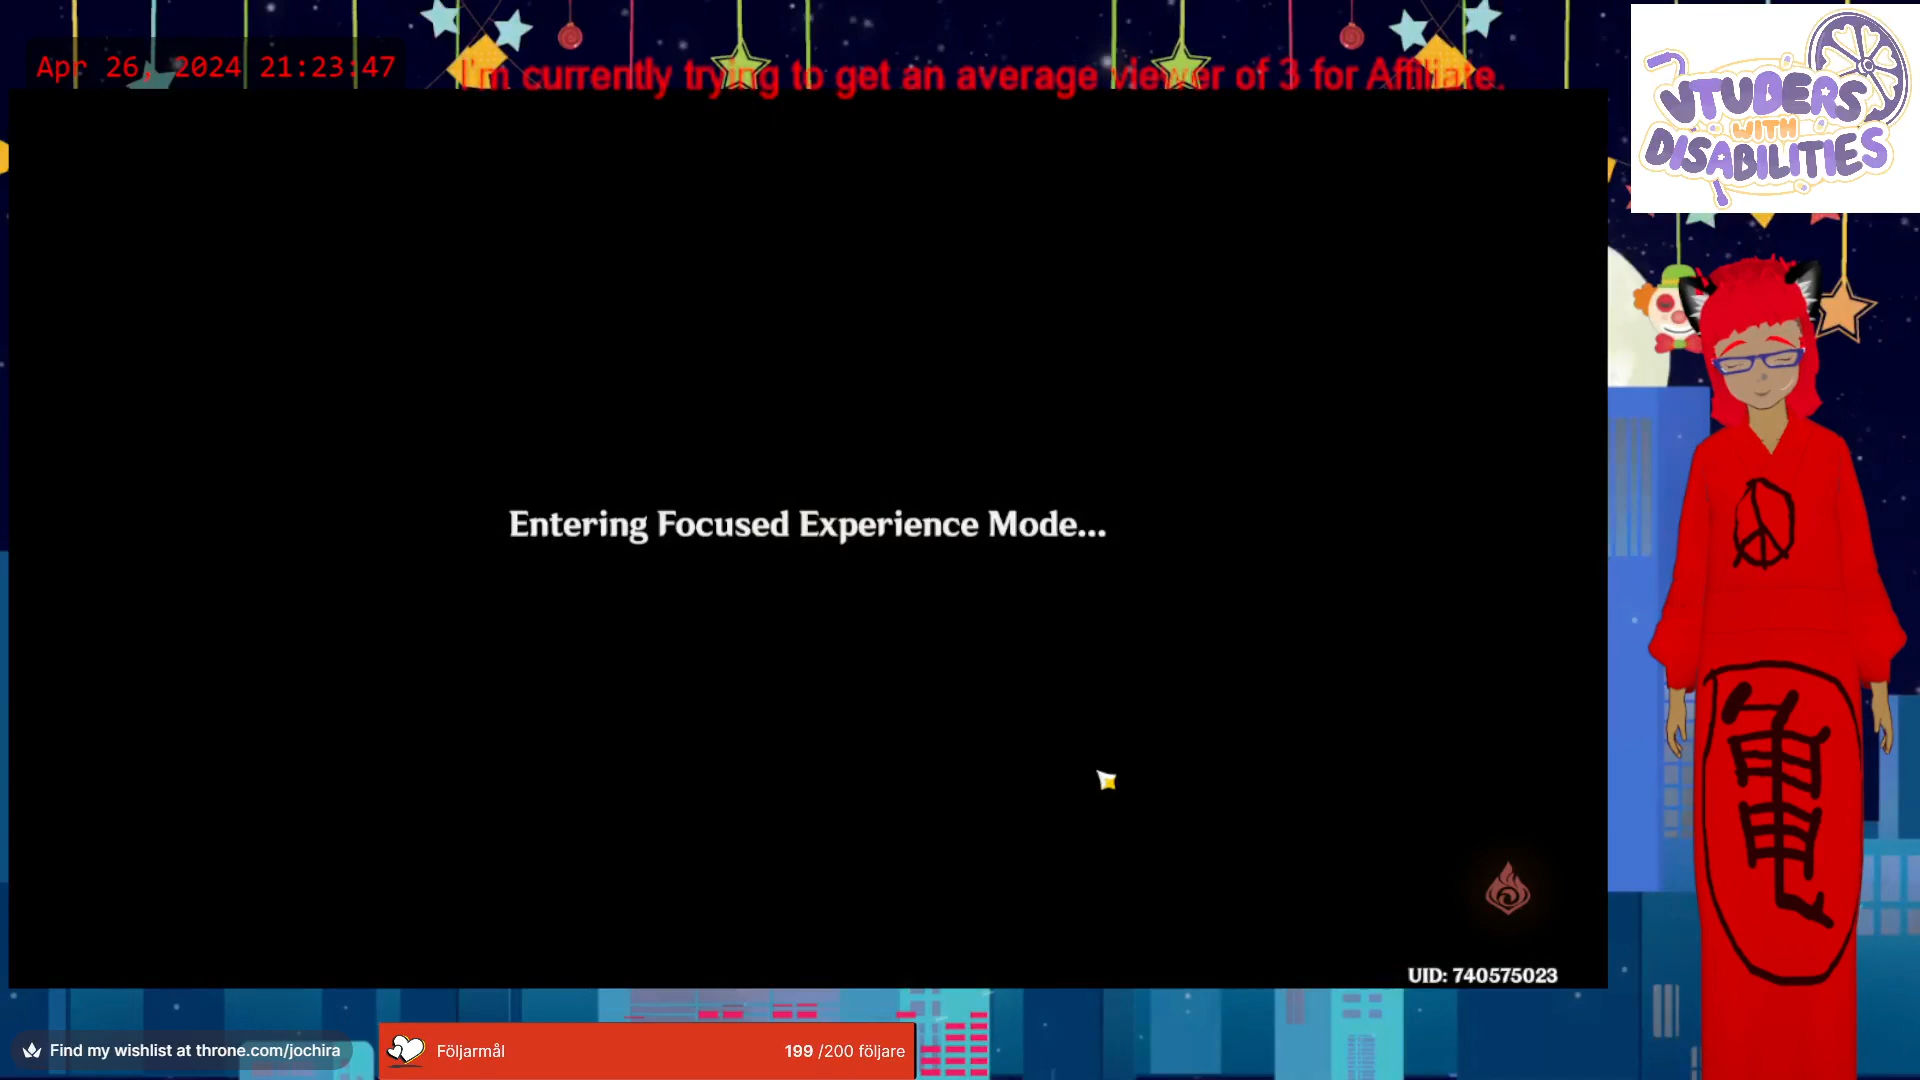 Apr 26, 2024 21:23:47
I'm currently trying to get an average viewer of 3 for Affiliate.
VTUBERS
WITH
DISABILITIES
Entering Focused Experience Mode...
亀
UID: 740575023
Find my wishlist at throne.com/jochira
Följarmål
199 /200 följare